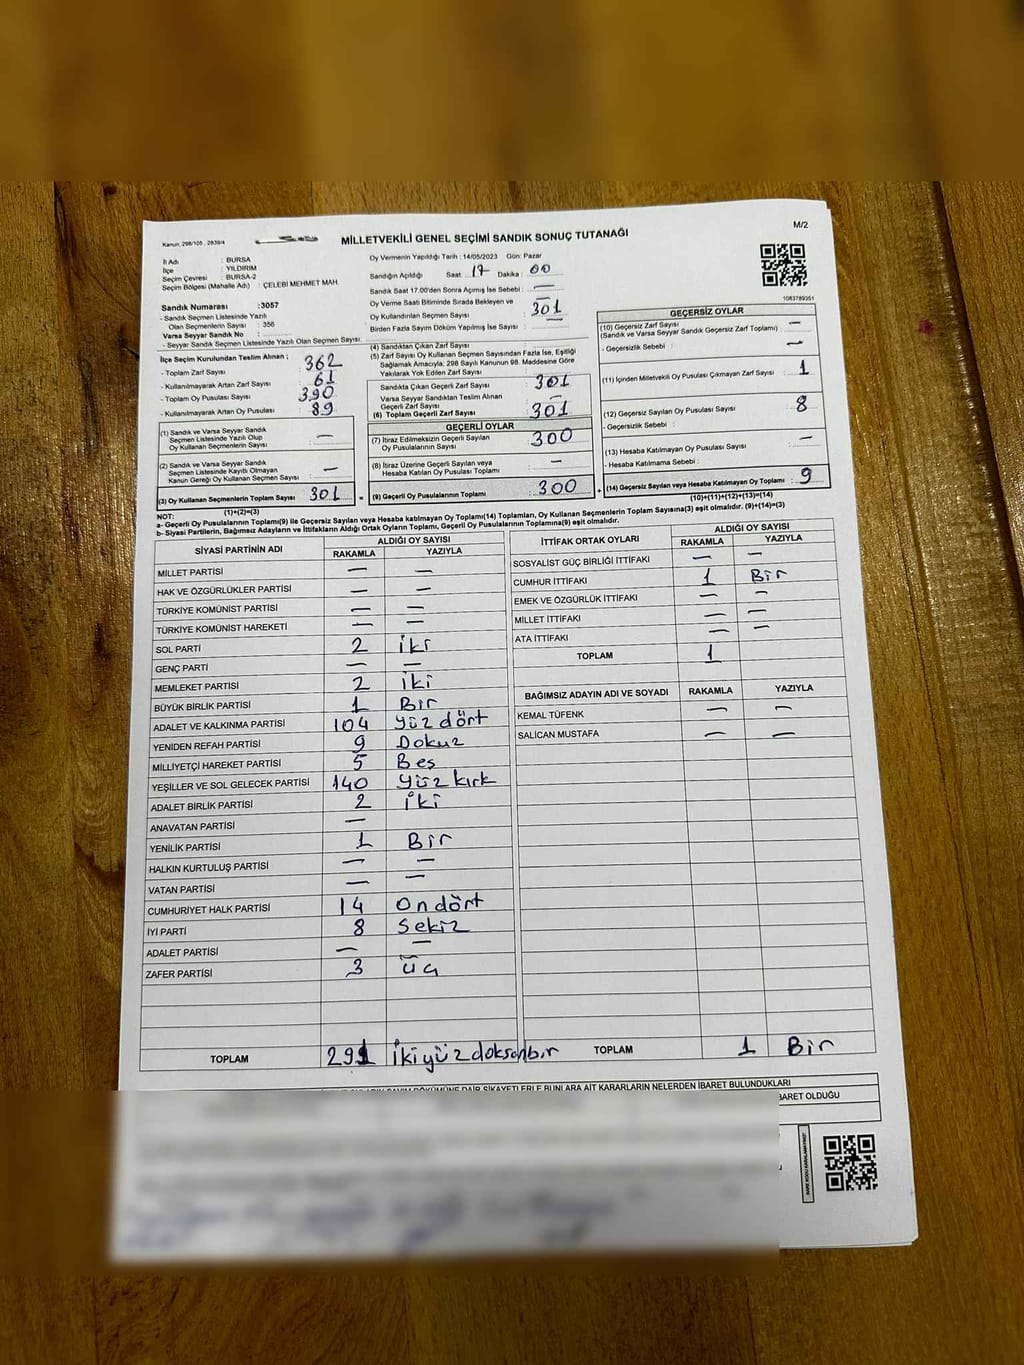 M/2
Kanun, 298/105 , 2839/4
MİLLETVEKİLİ GENEL SEÇİMİ SANDIK SONUÇ TUTANAĞI
İl Adı : BURSA
İlçe : YILDIRIM
Seçim Çevresi : BURSA-2
Seçim Bölgesi (Mahalle Adı) : ÇELEBİ MEHMET MAH.
Sandık Numarası :3057
- Sandık Seçmen Listesinde Yazılı
Olan Seçmenlerin Sayısı : 356
Varsa Seyyar Sandık No :
- Seyyar Sandık Seçmen Listesinde Yazılı Olan Seçmen Sayısı:
İlçe Seçim Kurulundan Teslim Alınan ;
- Toplam Zarf Sayısı : 362
- Kullanılmayarak Artan Zarf Sayısı : 61
- Toplam Oy Pusulası Sayısı : 390
- Kullanılmayarak Artan Oy Pusulası : 89
Oy Vermenin Yapıldığı Tarih : 14/05/2023 Gün: Pazar
Sandığın Açıldığı Saat 17 Dakika 00
Sandık Saat 17.00'den Sonra Açılmış İse Sebebi : —
Oy Verme Saati Bitiminde Sırada Bekleyen ve
Oy Kullandırılan Seçmen Sayısı : 301
Birden Fazla Sayım Döküm Yapılmış İse Sayısı : —
(4) Sandıktan Çıkan Zarf Sayısı
(5) Zarf Sayısı Oy Kullanan Seçmen Sayısından Fazla İse, Eşitliği
Sağlamak Amacıyla; 298 Sayılı Kanunun 98. Maddesine Göre
Yakılarak Yok Edilen Zarf Sayısı
Sandıkta Çıkan Geçerli Zarf Sayısı : 301
Varsa Seyyar Sandıktan Teslim Alınan
Geçerli Zarf Sayısı : —
(6) Toplam Geçerli Zarf Sayısı : 301
1083789351
GEÇERSİZ OYLAR
(10) Geçersiz Zarf Sayısı : —
(Sandık ve Varsa Seyyar Sandık Geçersiz Zarf Toplamı)
- Geçersizlik Sebebi : —
(11) İçinden Milletvekili Oy Pusulası Çıkmayan Zarf Sayısı : 1
(12) Geçersiz Sayılan Oy Pusulası Sayısı : 8
- Geçersizlik Sebebi :
(13) Hesaba Katılmayan Oy Pusulası Sayısı : —
- Hesaba Katılmama Sebebi :
(14) Geçersiz Sayılan veya Hesaba Katılmayan Oy Toplamı : 9
(10)+(11)+(12)+(13)=(14)
(1) Sandık ve Varsa Seyyar Sandık
Seçmen Listesinde Yazılı Olup
Oy Kullanan Seçmenlerin Sayısı : —
(2) Sandık ve Varsa Seyyar Sandık
Seçmen Listesinde Kayıtlı Olmayan
Kanun Gereği Oy Kullanan Seçmenlerin Sayısı : —
(3) Oy Kullanan Seçmenlerin Toplam Sayısı : 301
(1)+(2)=(3)
GEÇERLİ OYLAR
(7) İtiraz Edilmeksizin Geçerli Sayılan
Oy Pusulalarının Sayısı : 300
(8) İtiraz Üzerine Geçerli Sayılan veya
Hesaba Katılan Oy Pusulası Toplamı : —
(9) Geçerli Oy Pusulalarının Toplamı : 300
NOT:
a- Geçerli Oy Pusulalarının Toplamı(9) ile Geçersiz Sayılan veya Hesaba katılmayan Oy Toplamı(14) Toplamları, Oy Kullanan Seçmenlerin Toplam Sayısına(3) eşit olmalıdır. (9)+(14)=(3)
b- Siyasi Partilerin, Bağımsız Adayların ve İttifakların Aldığı Ortak Oyların Toplamı, Geçerli Oy Pusulalarının Toplamına(9) eşit olmalıdır.
SİYASİ PARTİNİN ADI ALDIĞI OY SAYISI
RAKAMLA YAZIYLA
MİLLET PARTİSİ — —
HAK VE ÖZGÜRLÜKLER PARTİSİ — —
TÜRKİYE KOMÜNİST PARTİSİ — —
TÜRKİYE KOMÜNİST HAREKETİ — —
SOL PARTİ 2 iki
GENÇ PARTİ — —
MEMLEKET PARTİSİ 2 iki
BÜYÜK BİRLİK PARTİSİ 1 Bir
ADALET VE KALKINMA PARTİSİ 104 yüz dört
YENİDEN REFAH PARTİSİ 9 Dokuz
MİLLİYETÇİ HAREKET PARTİSİ 5 Beş
YEŞİLLER VE SOL GELECEK PARTİSİ 140 yüz kırk
ADALET BİRLİK PARTİSİ 2 iki
ANAVATAN PARTİSİ —
YENİLİK PARTİSİ 1 Bir
HALKIN KURTULUŞ PARTİSİ — —
VATAN PARTİSİ — —
CUMHURİYET HALK PARTİSİ 14 On dört
İYİ PARTİ 8 Sekiz
ADALET PARTİSİ — —
ZAFER PARTİSİ 3 üç
TOPLAM 291 ikiyüzdoksanbir
İTTİFAK ORTAK OYLARI ALDIĞI OY SAYISI
RAKAMLA YAZIYLA
SOSYALİST GÜÇ BİRLİĞİ İTTİFAKI — —
CUMHUR İTTİFAKI 1 Bir
EMEK VE ÖZGÜRLÜK İTTİFAKI — —
MİLLET İTTİFAKI — —
ATA İTTİFAKI — —
TOPLAM 1
BAĞIMSIZ ADAYIN ADI VE SOYADI RAKAMLA YAZIYLA
KEMAL TÜFENK — —
SALİCAN MUSTAFA — —
TOPLAM 1 Bir
SAYIM DÖKÜMÜNE DAİR ŞİKAYETLERLE BUNLARA AİT KARARLARIN NELERDEN İBARET BULUNDUKLARI
BARET OLDUĞU